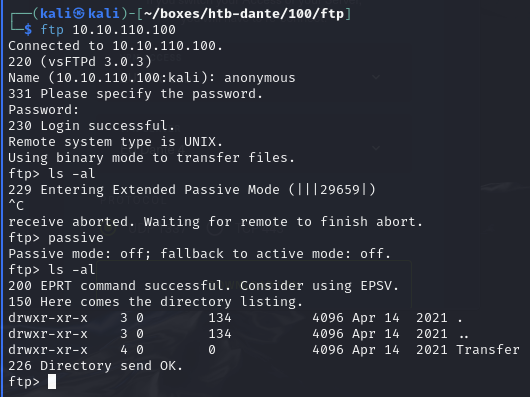 ┌──(kali㉿kali)-[~/boxes/htb-dante/100/ftp]
└─$ ftp 10.10.110.100
Connected to 10.10.110.100.
220 (vsFTPd 3.0.3)
Name (10.10.110.100:kali): anonymous
331 Please specify the password.
Password:
230 Login successful.
Remote system type is UNIX.
Using binary mode to transfer files.
ftp> ls -al
229 Entering Extended Passive Mode (|||29659|)
^C
receive aborted. Waiting for remote to finish abort.
ftp> passive
Passive mode: off; fallback to active mode: off.
ftp> ls -al
200 EPRT command successful. Consider using EPSV.
150 Here comes the directory listing.
drwxr-xr-x    3 0        134          4096 Apr 14  2021 .
drwxr-xr-x    3 0        134          4096 Apr 14  2021 ..
drwxr-xr-x    4 0        0            4096 Apr 14  2021 Transfer
226 Directory send OK.
ftp>